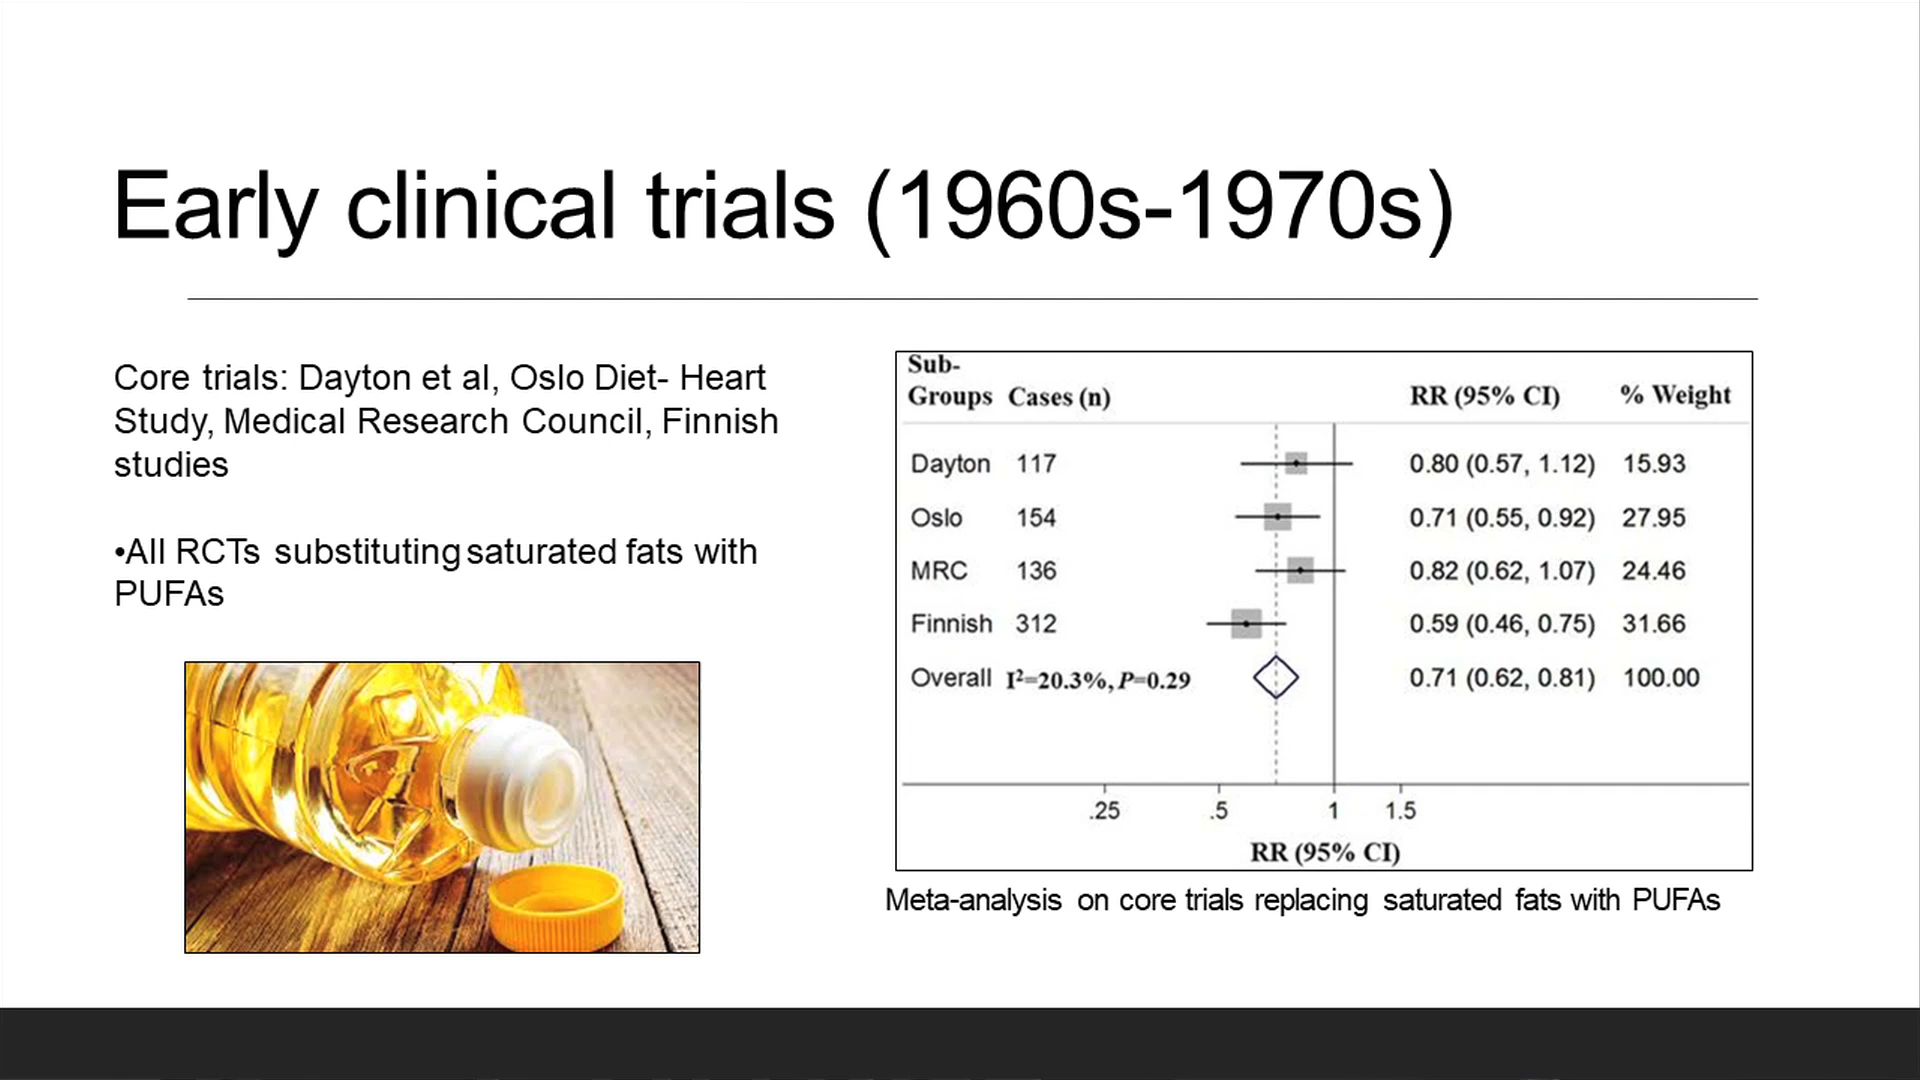 Early clinical trials (1960s-1970s)
Core trials: Dayton et al, Oslo Diet- Heart
Study, Medical Research Council, Finnish
studies
•All RCTs substituting saturated fats with
PUFAs
Sub-
Groups Cases (n) RR (95% CI) % Weight
Dayton 117 0.80 (0.57, 1.12) 15.93
Oslo 154 0.71 (0.55, 0.92) 27.95
MRC 136 0.82 (0.62, 1.07) 24.46
Finnish 312 0.59 (0.46, 0.75) 31.66
Overall I²=20.3%, P=0.29 0.71 (0.62, 0.81) 100.00
.25 .5 1 1.5
RR (95% CI)
Meta-analysis on core trials replacing saturated fats with PUFAs